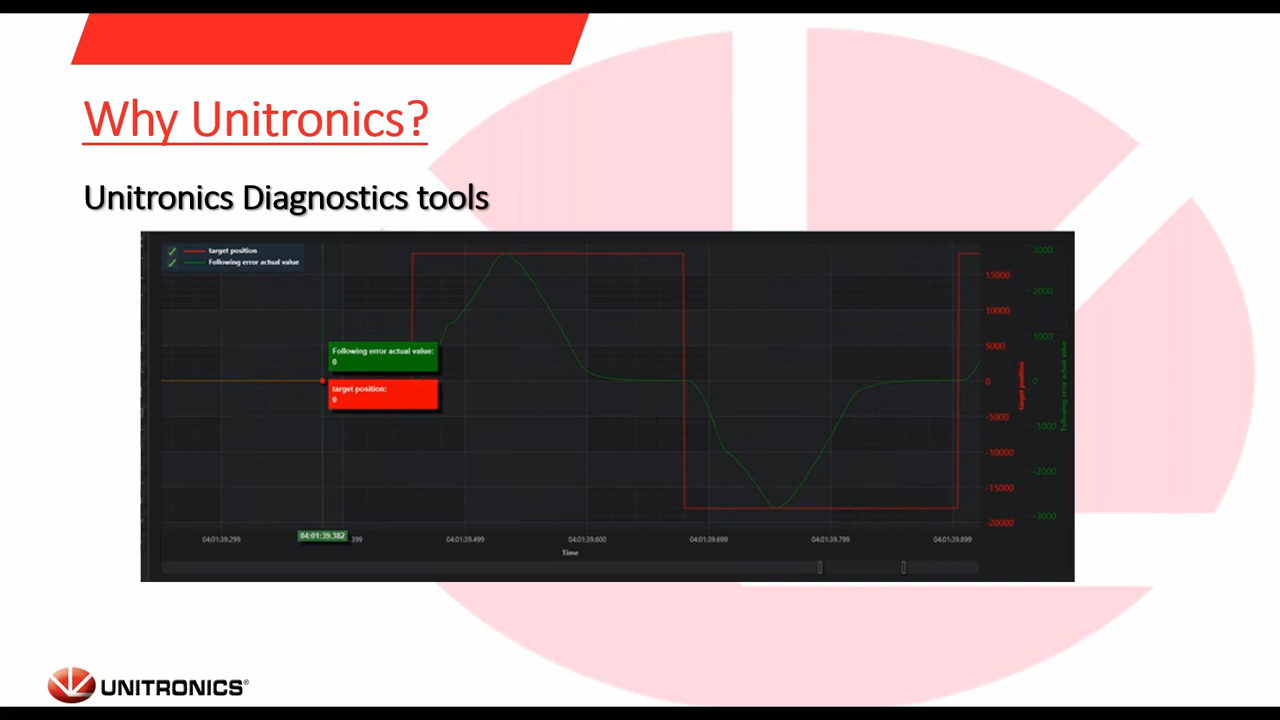 Why Unitronics?
Unitronics Diagnostics tools
target position
Following error actual value
3000
15000
2000
10000
1000
5000
0
0
-5000
-1000
-10000
-2000
-15000
-3000
-20000
target position
Following error actual value
Following error actual value:
0
target position:
0
04:01:39.299
04:01:39.382
.399
04:01:39.499
04:01:39.600
04:01:39.699
04:01:39.799
04:01:39.899
Time
UNITRONICS®